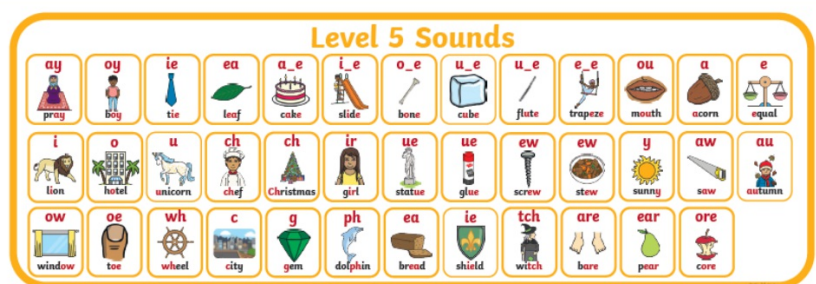 Level 5 Sounds
ay oy ie ea a_e i_e o_e u_e u_e e_e ou a e
pray boy tie leaf cake slide bone cube flute trapeze mouth acorn equal
i o u ch ch ir ue ue ew ew y aw au
lion hotel unicorn chef Christmas girl statue glue screw stew sunny saw autumn
ow oe wh c g ph ea ie tch are ear ore
window toe wheel city gem dolphin bread shield witch bare pear core